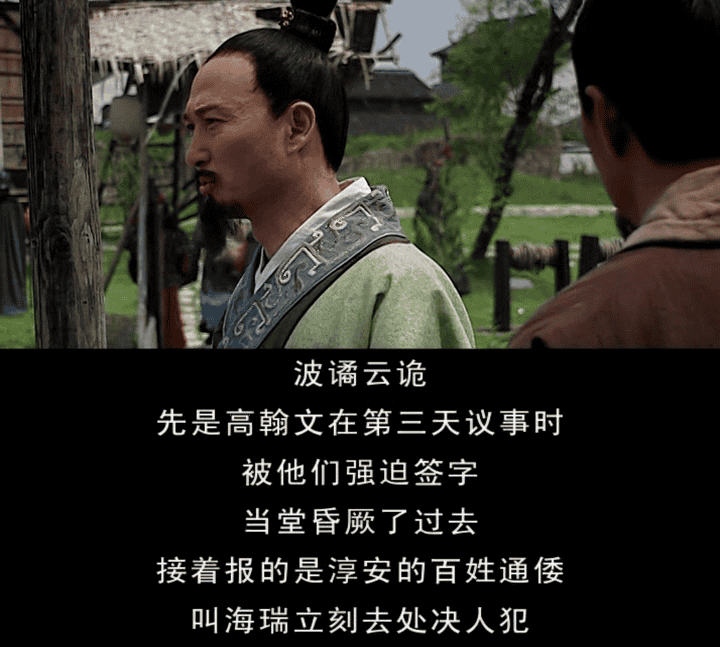 波谲云诡
先是高翰文在第三天议事时
被他们强迫签字
当堂昏厥了过去
接着报的是淳安的百姓通倭
叫海瑞立刻去处决人犯